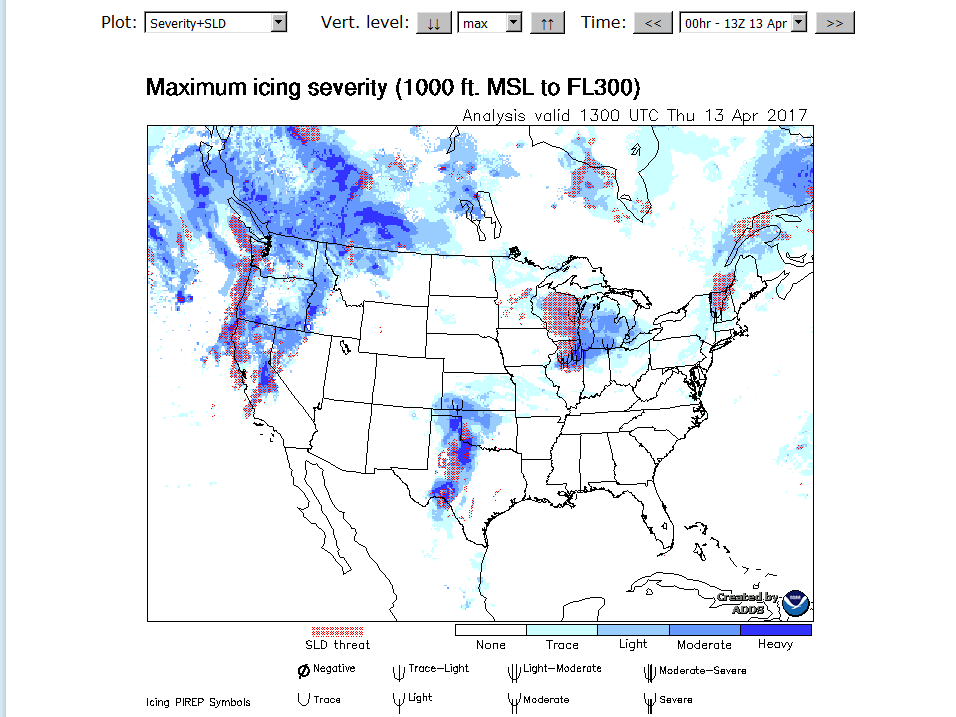 Plot: Severity+SLD Vert. level: ↓↓ max ↑↑ Time: << 00hr - 13Z 13 Apr >>
Maximum icing severity (1000 ft. MSL to FL300)
Analysis valid 1300 UTC Thu 13 Apr 2017
Created by
ADDS
SLD threat None Trace Light Moderate Heavy
Negative Trace-Light Light-Moderate Moderate-Severe
Icing PIREP Symbols Trace Light Moderate Severe